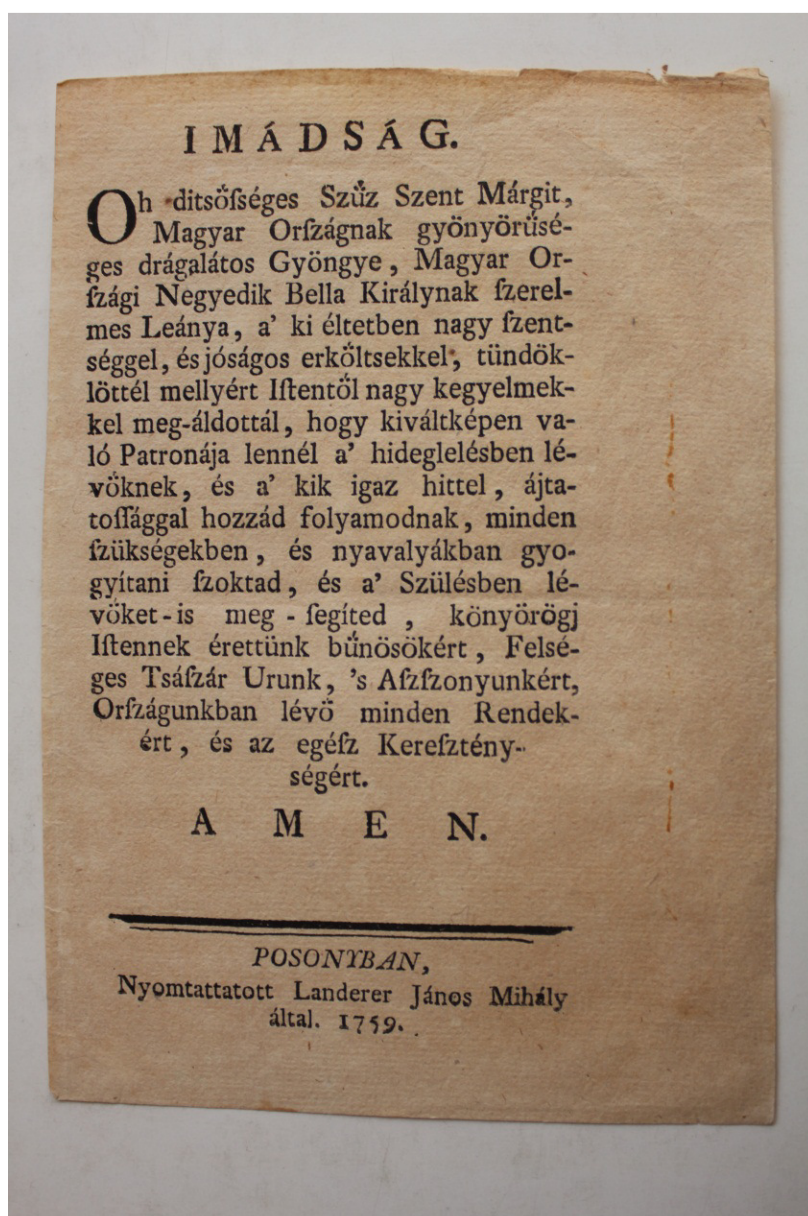 IMÁDSÁG.
Oh ditsőſséges Szűz Szent Márgit,
Magyar Orſzágnak gyönyörűsé-
ges drágalátos Gyöngye, Magyar Or-
ſzági Negyedik Bella Királynak ſzerel-
mes Leánya, a' ki éltetben nagy ſzent-
séggel, és jóságos erkőltsekkel, tündök-
löttél mellyért Iſtentől nagy kegyelmek-
kel meg-áldottál, hogy kiváltképen va-
ló Patronája lennél a' hideglelésben lé-
vőknek, és a' kik igaz hittel, ájta-
toſſággal hozzád folyamodnak, minden
ſzükségekben, és nyavalyákban gyo-
gyítani ſzoktad, és a' Szülésben lé-
vőket-is meg-ſegíted, könyörögj
Iſtennek érettünk bűnösökért, Felsé-
ges Tsáſzár Urunk, 's Aſzſzonyunkért,
Orſzágunkban lévő minden Rendek-
ért, és az egéſz Kereſztény-
ségért.
AMEN.
POSONYBAN,
Nyomtattatott Landerer János Mihály
által. 1759.